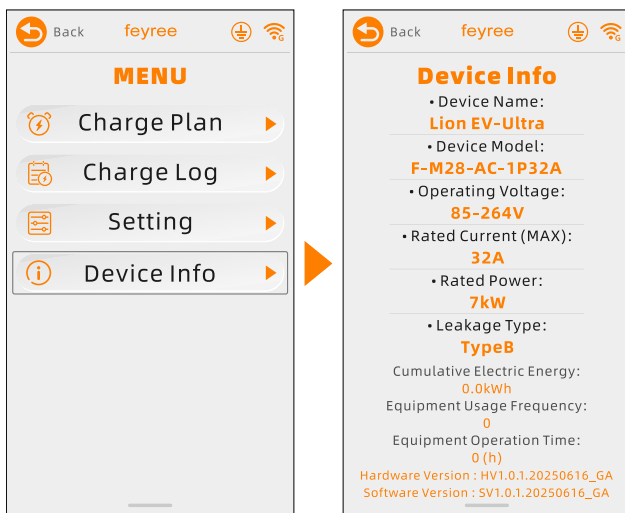 Back feyree
MENU
Charge Plan
Charge Log
Setting
Device Info
Back feyree
Device Info
• Device Name:
Lion EV-Ultra
• Device Model:
F-M28-AC-1P32A
• Operating Voltage:
85-264V
• Rated Current (MAX):
32A
• Rated Power:
7kW
• Leakage Type:
TypeB
Cumulative Electric Energy:
0.0kWh
Equipment Usage Frequency:
0
Equipment Operation Time:
0 (h)
Hardware Version : HV1.0.1.20250616_GA
Software Version : SV1.0.1.20250616_GA